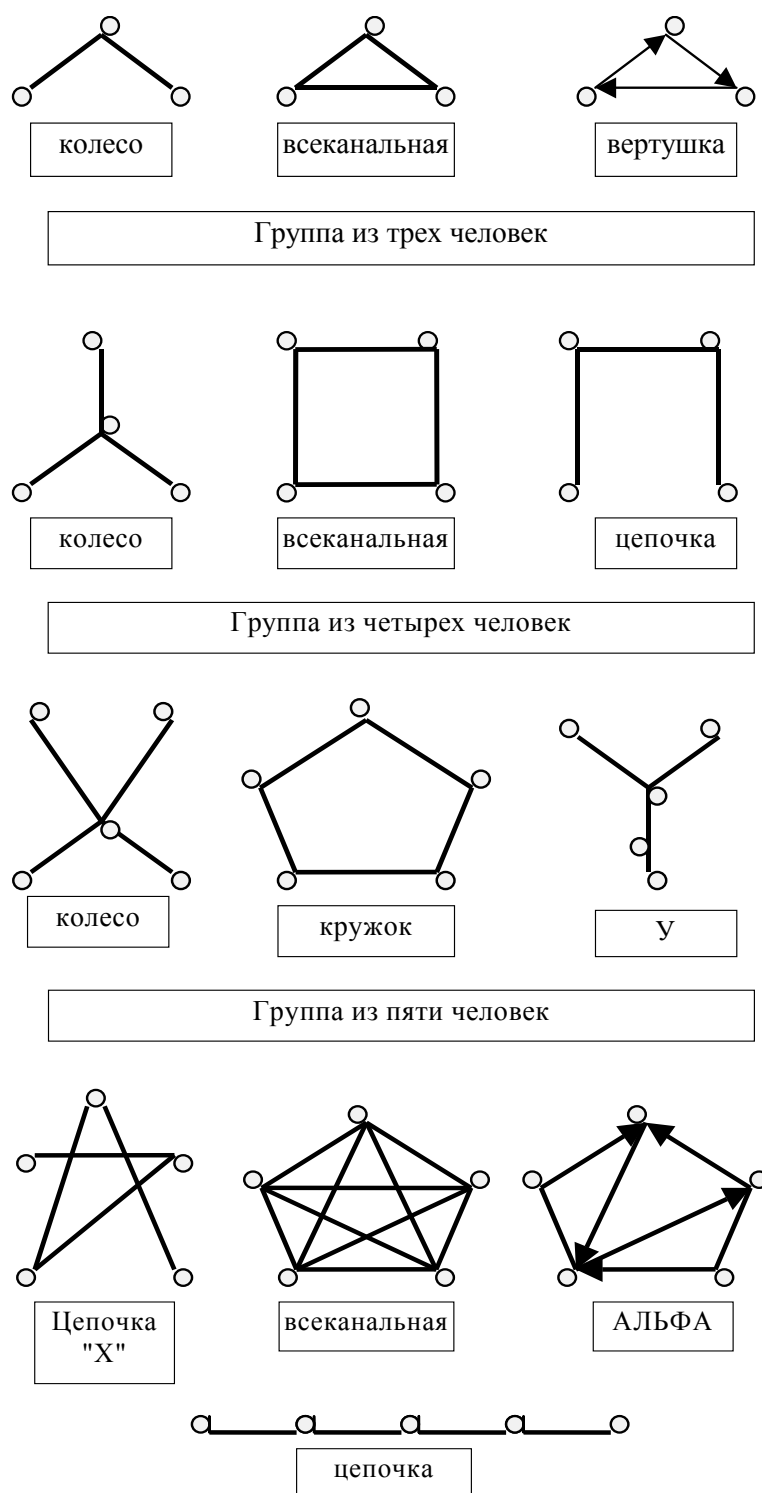 колесо
всеканальная
вертушка
Группа из трех человек
колесо
всеканальная
цепочка
Группа из четырех человек
колесо
кружок
У
Группа из пяти человек
Цепочка
"Х"
всеканальная
АЛЬФА
цепочка